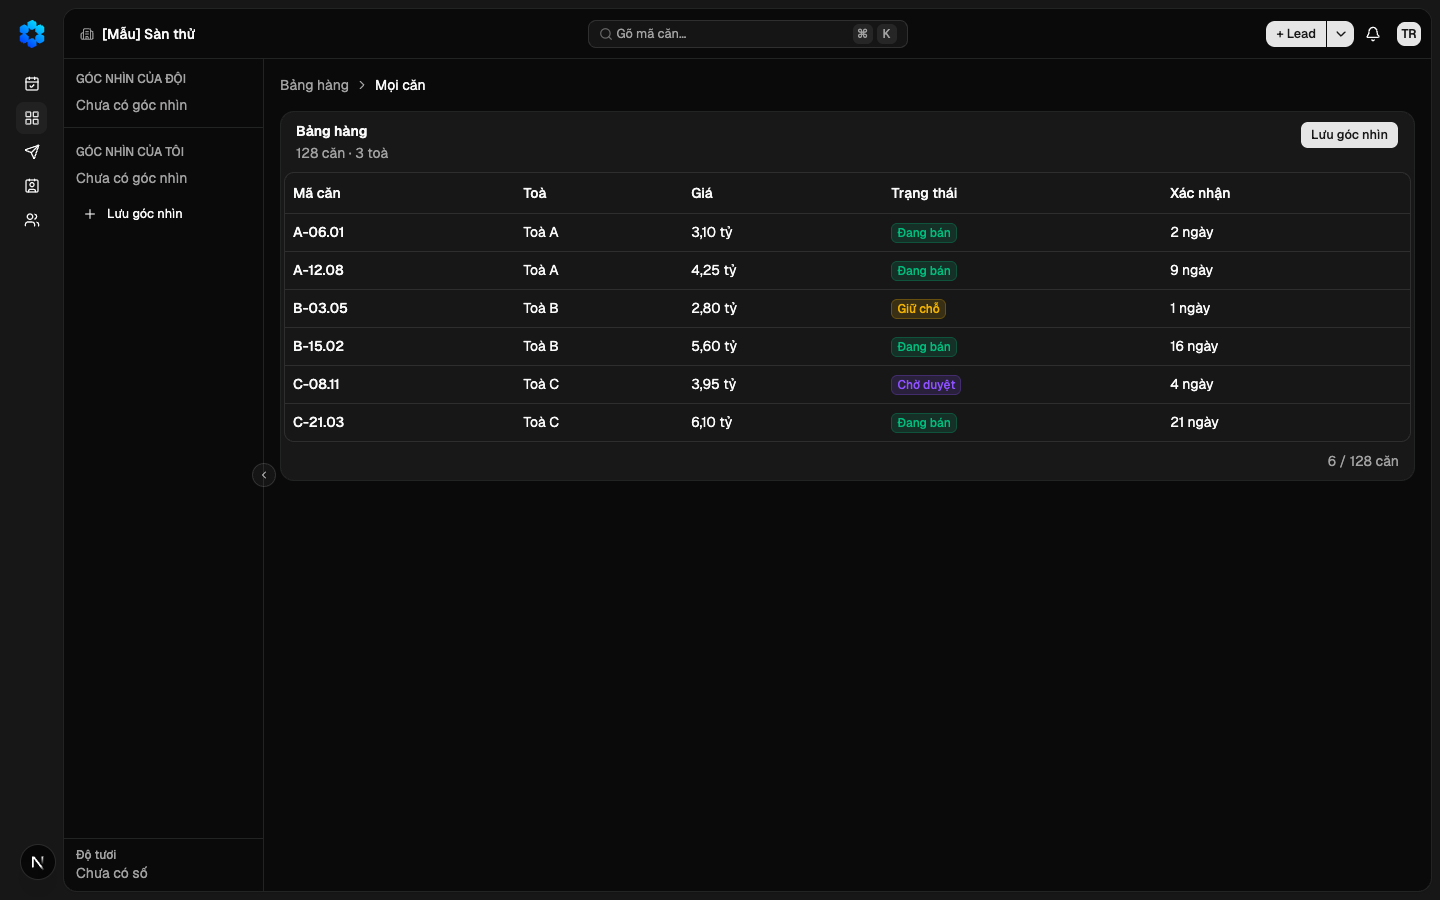 [Mẫu] Sàn thử
Gõ mã căn...
⌘ K
+ Lead
TR
GÓC NHÌN CỦA ĐỘI
Chưa có góc nhìn
GÓC NHÌN CỦA TÔI
Chưa có góc nhìn
+ Lưu góc nhìn
Độ tươi
Chưa có số
N
Bảng hàng > Mọi căn
Bảng hàng
128 căn · 3 toà
Lưu góc nhìn
Mã căn Toà Giá Trạng thái Xác nhận
A-06.01 Toà A 3,10 tỷ Đang bán 2 ngày
A-12.08 Toà A 4,25 tỷ Đang bán 9 ngày
B-03.05 Toà B 2,80 tỷ Giữ chỗ 1 ngày
B-15.02 Toà B 5,60 tỷ Đang bán 16 ngày
C-08.11 Toà C 3,95 tỷ Chờ duyệt 4 ngày
C-21.03 Toà C 6,10 tỷ Đang bán 21 ngày
6 / 128 căn